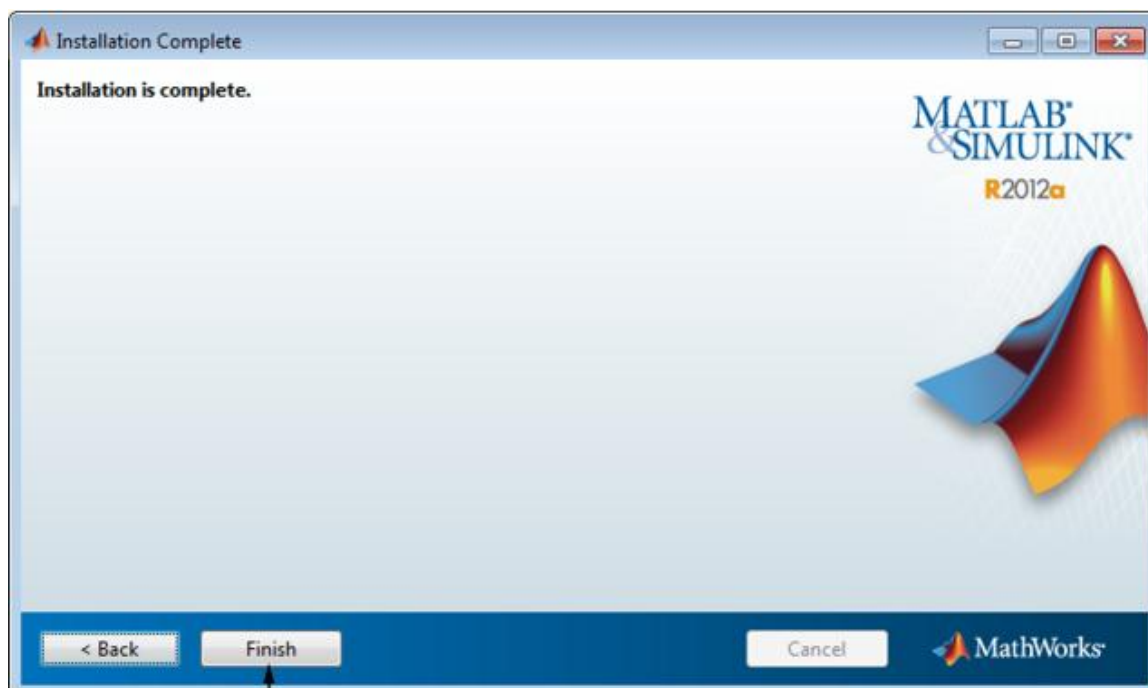 Installation Complete
Installation is complete.
MATLAB®
&SIMULINK®
R2012a
< Back
Finish
Cancel
MathWorks®